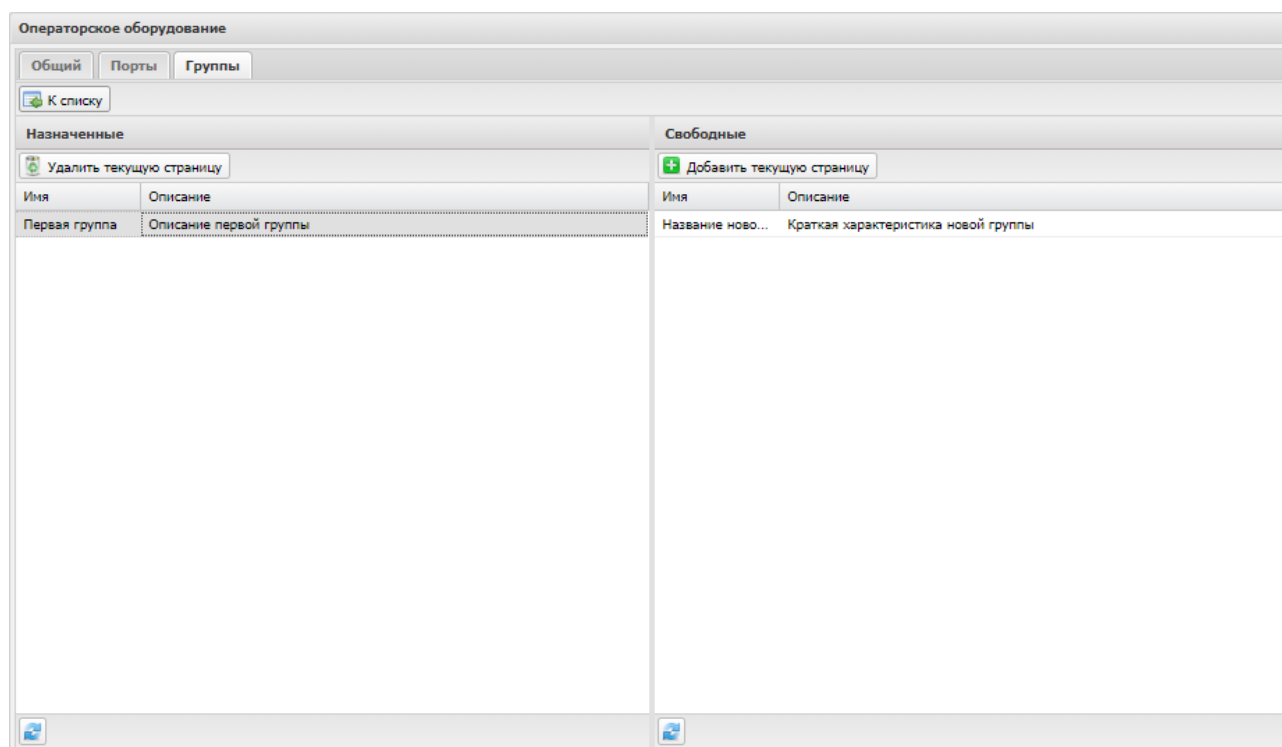 Операторское оборудование
Общий Порты Группы
К списку
Назначенные
Удалить текущую страницу
Имя Описание
Первая группа Описание первой группы
Свободные
Добавить текущую страницу
Имя Описание
Название ново... Краткая характеристика новой группы